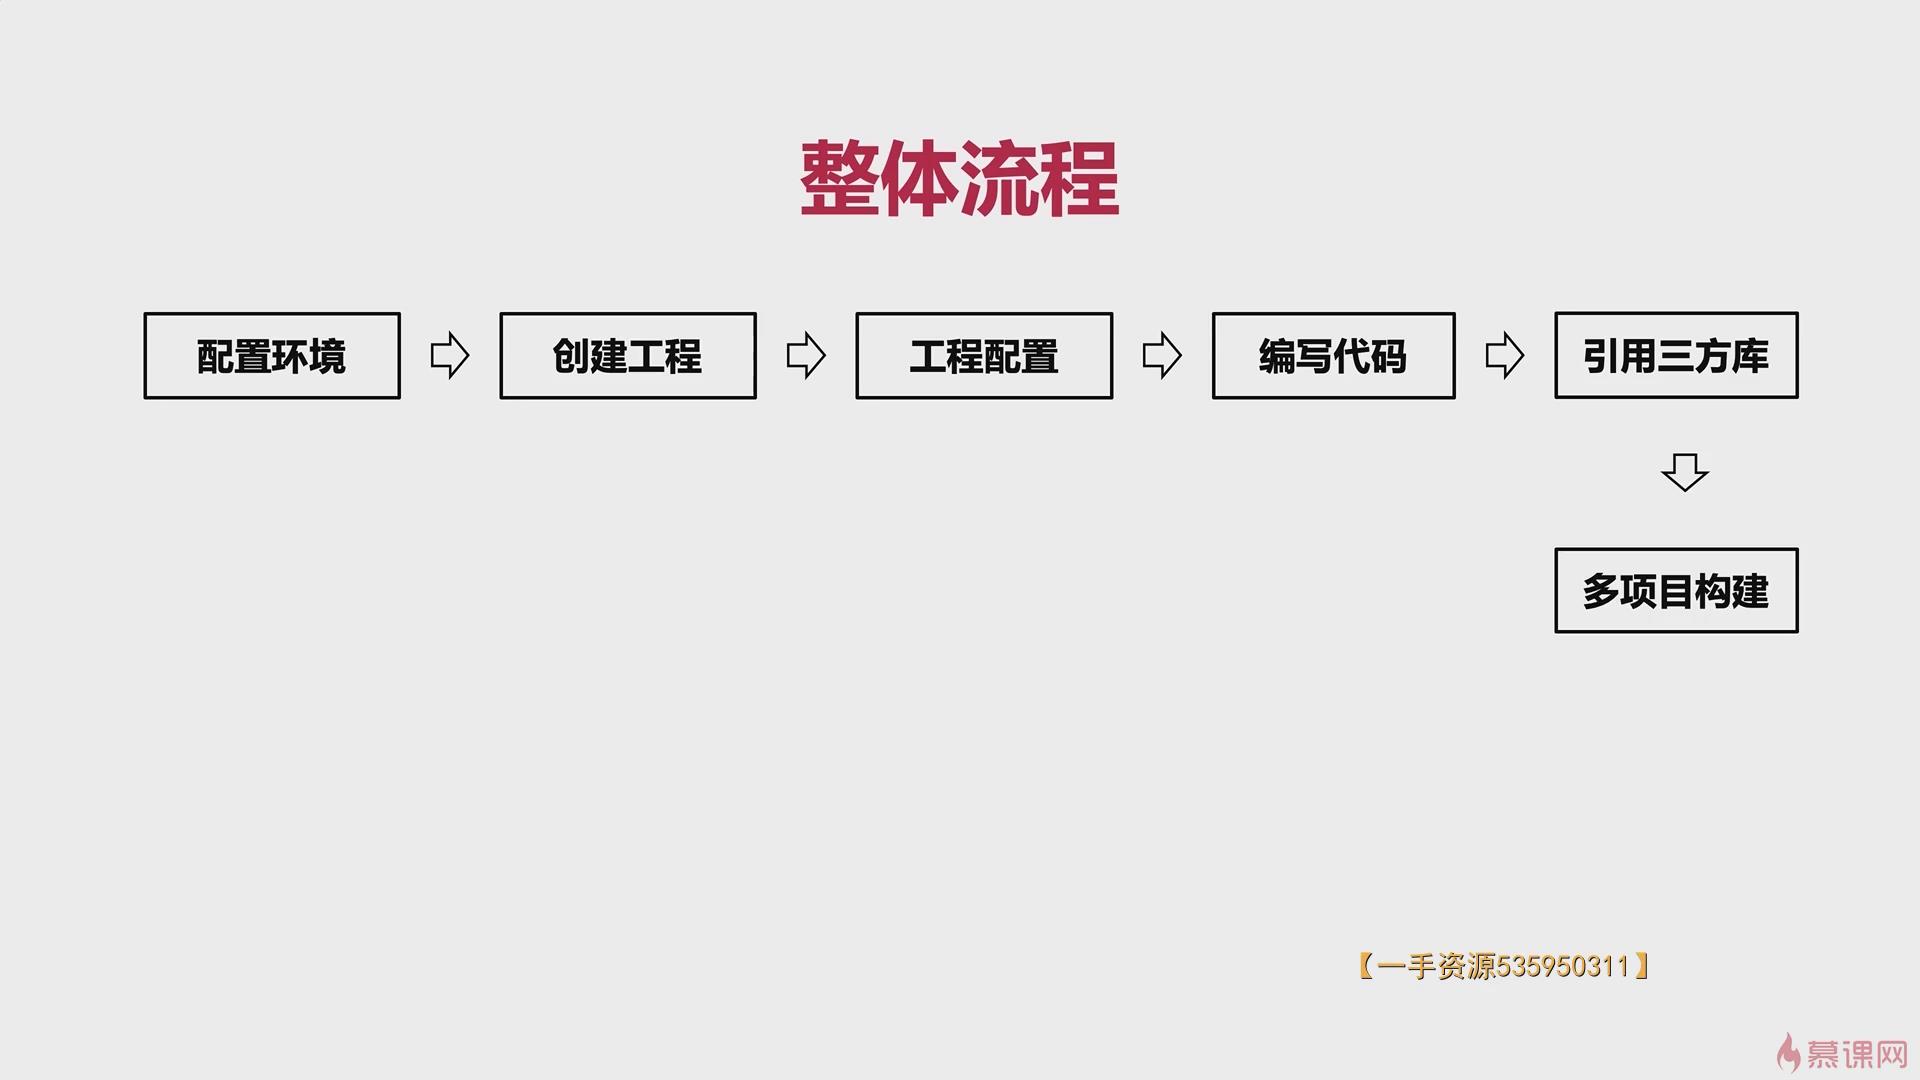 整体流程
配置环境
创建工程
工程配置
编写代码
引用三方库
多项目构建
【一手资源535950311】
慕课网